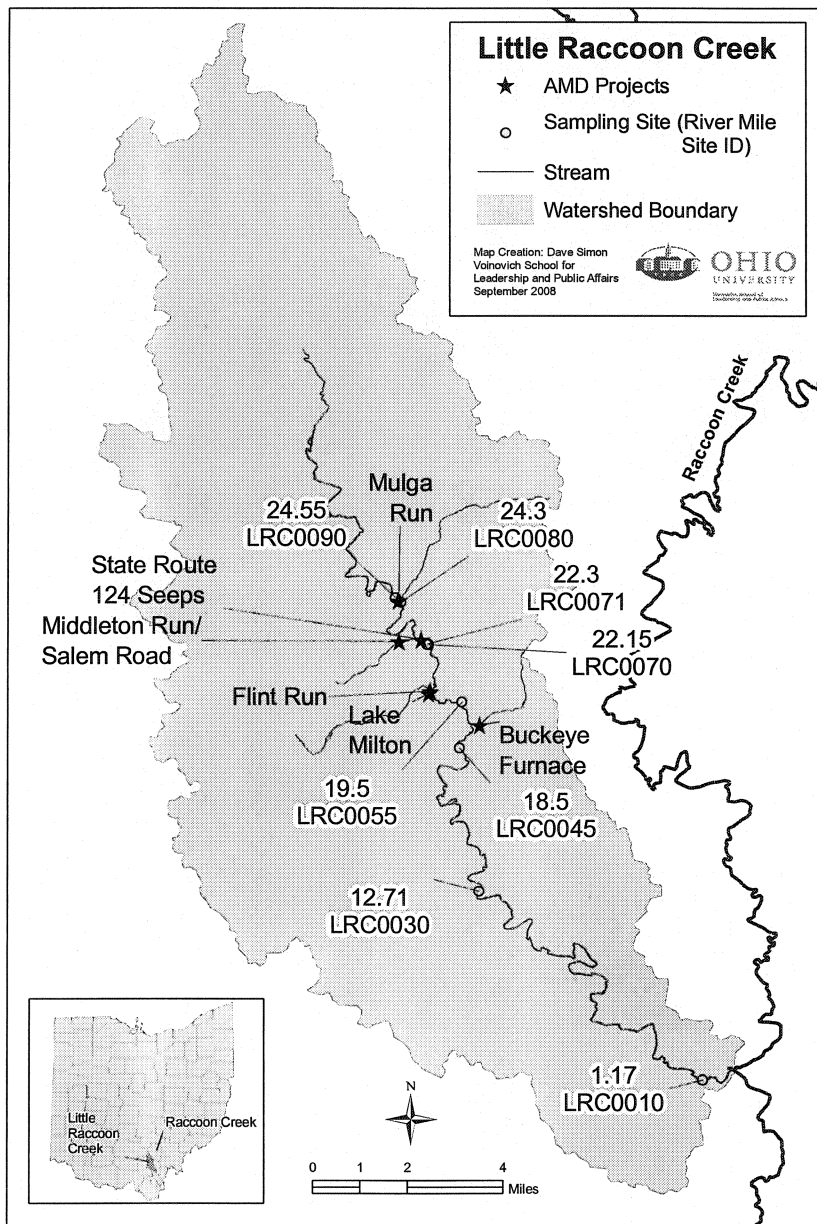 Little Raccoon Creek
AMD Projects
Sampling Site (River Mile
Site ID)
Stream
Watershed Boundary
Map Creation: Dave Simon
Voinovich School for
Leadership and Public Affairs
September 2008
OHIO
UNIVERSITY
Raccoon Creek
Mulga
Run
24.55
LRC0090
24.3
LRC0080
State Route
124 Seeps
22.3
LRC0071
Middleton Run/
Salem Road
22.15
LRC0070
Flint Run
Lake
Milton
Buckeye
Furnace
19.5
LRC0055
18.5
LRC0045
12.71
LRC0030
1.17
LRC0010
Little
Raccoon
Creek
Raccoon Creek
N
0 1 2 4
Miles